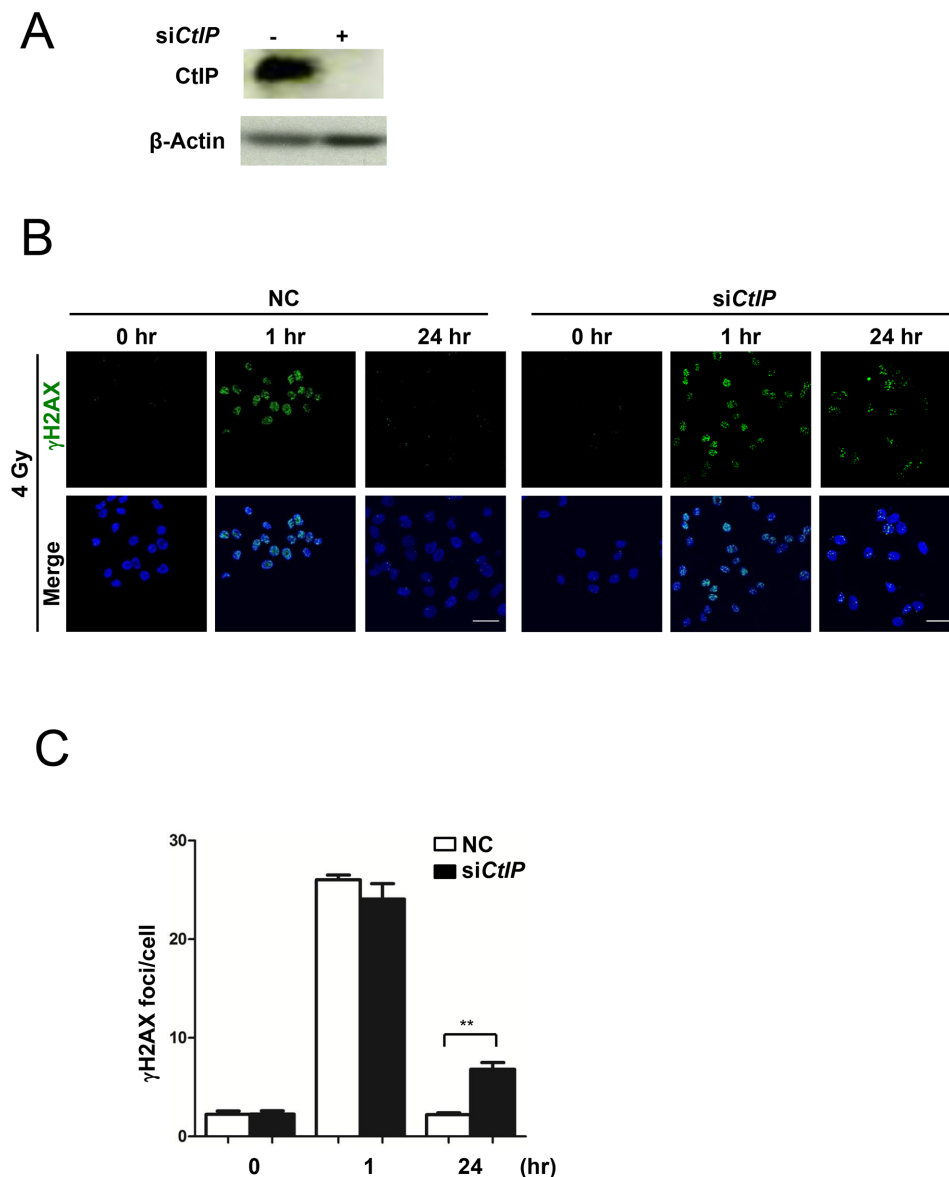 A
siCtIP - +
CtIP
β-Actin
B
NC siCtIP
0 hr 1 hr 24 hr 0 hr 1 hr 24 hr
4 Gy
γH2AX
Merge
C
30
20
10
0
γH2AX foci/cell
NC
siCtIP
**
0 1 24 (hr)